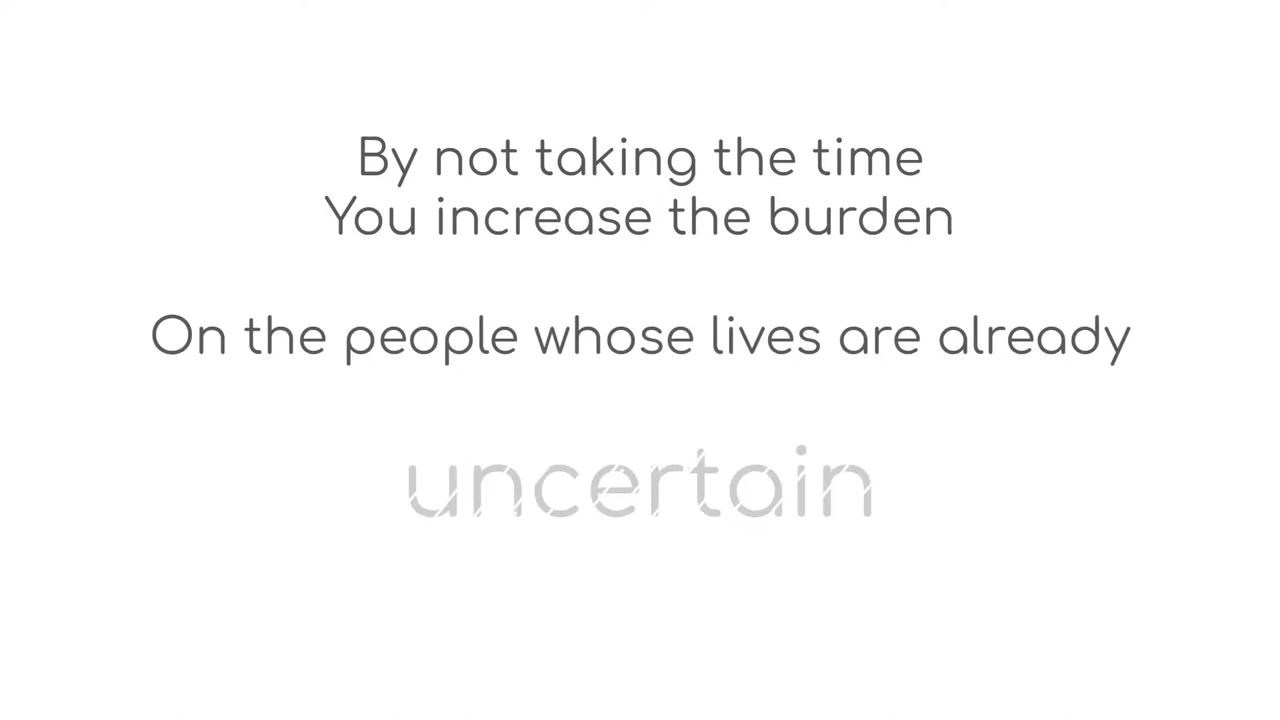 By not taking the time
You increase the burden
On the people whose lives are already
uncertain